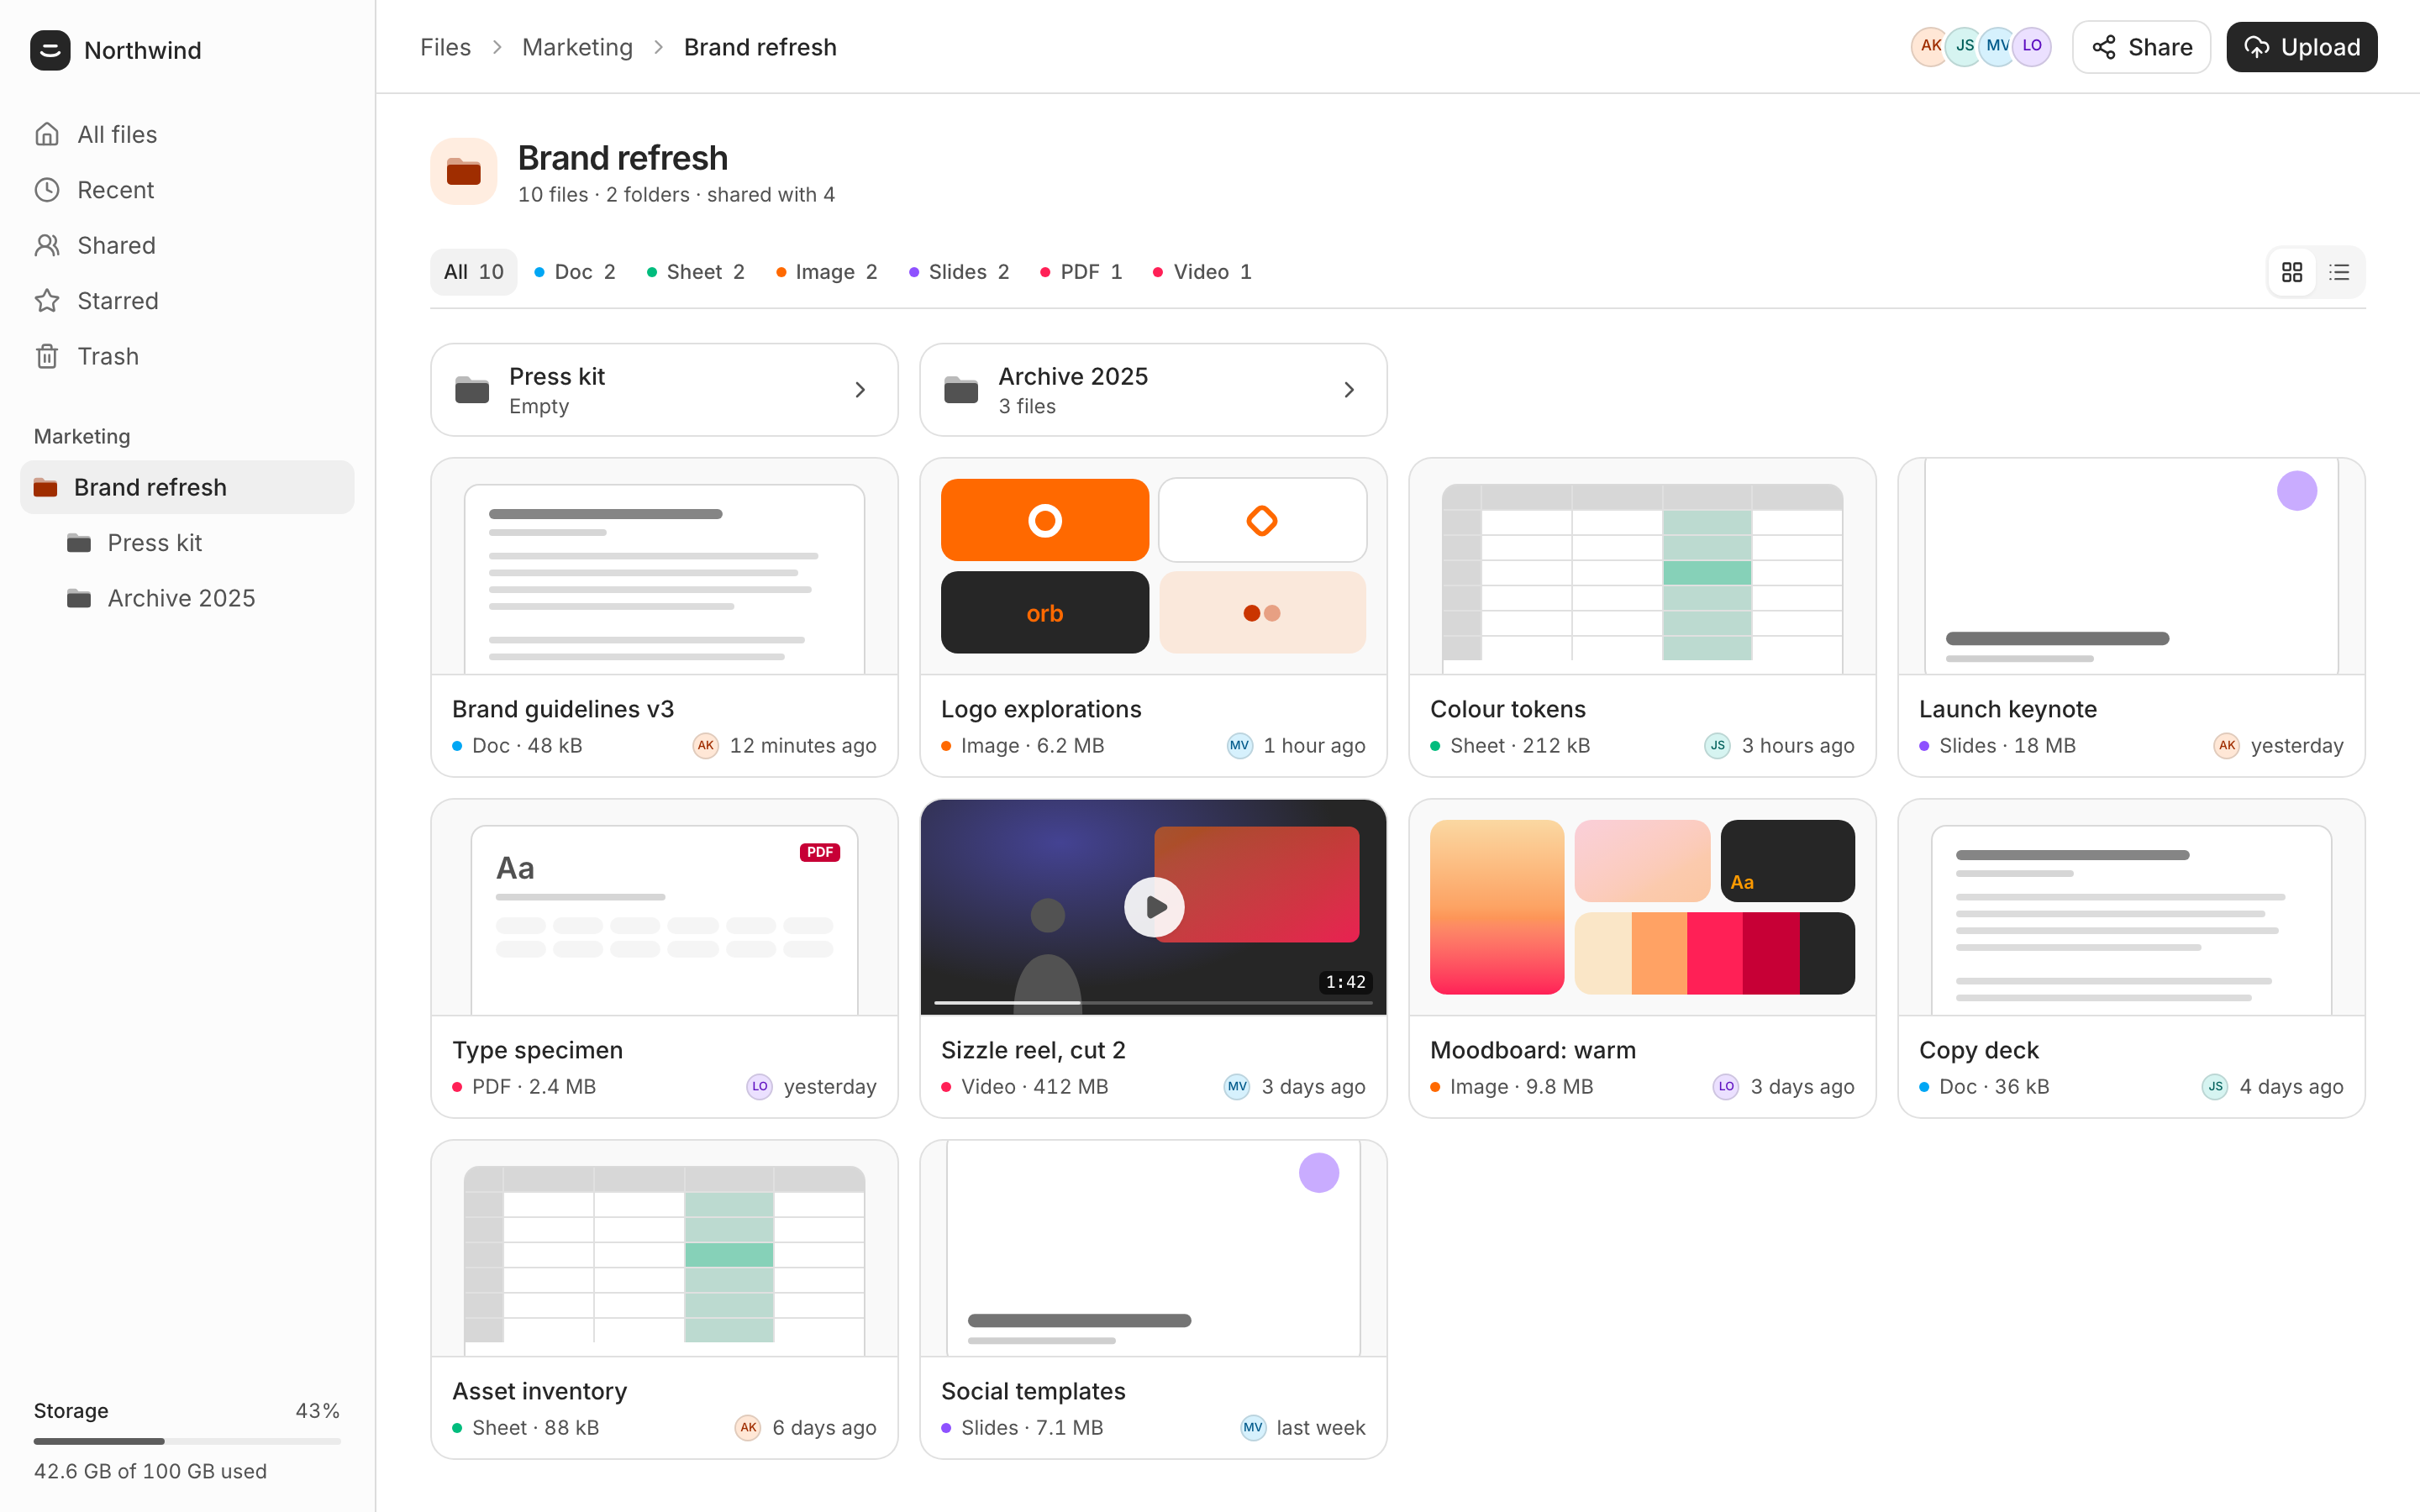 Northwind
All files
Recent
Shared
Starred
Trash
Marketing
Brand refresh
Press kit
Archive 2025
Storage 43%
42.6 GB of 100 GB used
Files Marketing Brand refresh
AK JS MV LO Share Upload
Brand refresh
10 files · 2 folders · shared with 4
All 10 Doc 2 Sheet 2 Image 2 Slides 2 PDF 1 Video 1
Press kit
Empty
Archive 2025
3 files
Brand guidelines v3
Doc · 48 kB AK 12 minutes ago
orb
Logo explorations
Image · 6.2 MB MV 1 hour ago
Colour tokens
Sheet · 212 kB JS 3 hours ago
Launch keynote
Slides · 18 MB AK yesterday
Aa PDF
Type specimen
PDF · 2.4 MB LO yesterday
1:42
Sizzle reel, cut 2
Video · 412 MB MV 3 days ago
Aa
Moodboard: warm
Image · 9.8 MB LO 3 days ago
Copy deck
Doc · 36 kB JS 4 days ago
Asset inventory
Sheet · 88 kB AK 6 days ago
Social templates
Slides · 7.1 MB MV last week